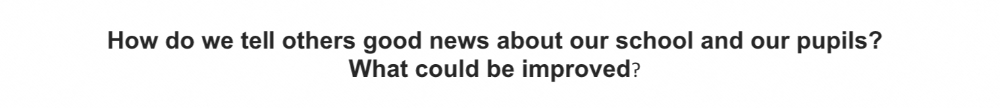 How do we tell others good news about our school and our pupils?
What could be improved?